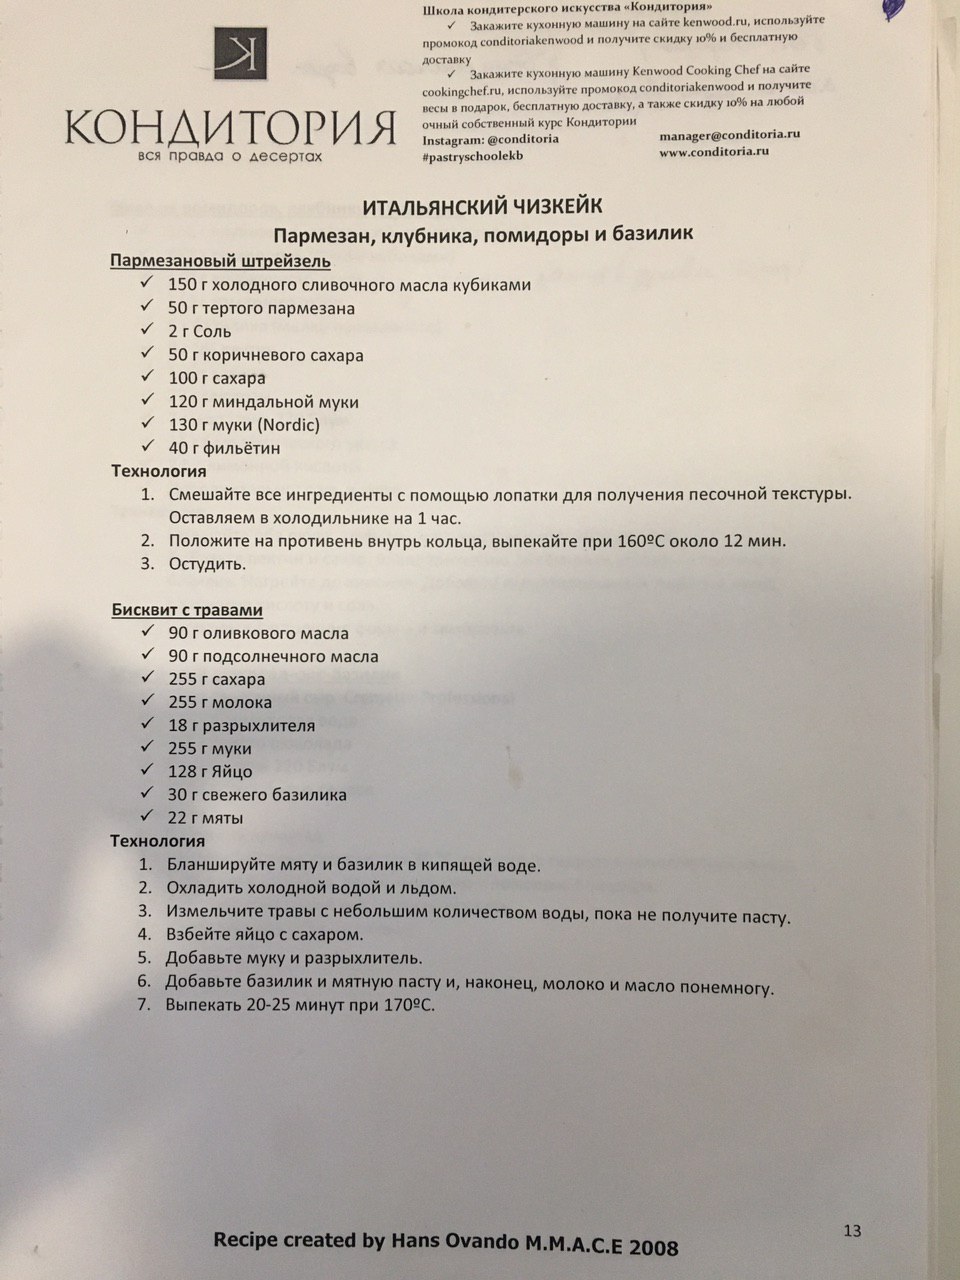 Школа кондитерского искусства «Кондитория»
✓ Закажите кухонную машину на сайте kenwood.ru, используйте
промокод conditoriakenwood и получите скидку 10% и бесплатную
доставку
✓ Закажите кухонную машину Kenwood Cooking Chef на сайте
cookingchef.ru, используйте промокод conditoriakenwood и получите
весы в подарок, бесплатную доставку, а также скидку 10% на любой
очный собственный курс Кондитории
Instagram: @conditoria manager@conditoria.ru
#pastryschoolekb www.conditoria.ru
КОНДИТОРИЯ
вся правда о десертах
ИТАЛЬЯНСКИЙ ЧИЗКЕЙК
Пармезан, клубника, помидоры и базилик
Пармезановый штрейзель
✓ 150 г холодного сливочного масла кубиками
✓ 50 г тертого пармезана
✓ 2 г Соль
✓ 50 г коричневого сахара
✓ 100 г сахара
✓ 120 г миндальной муки
✓ 130 г муки (Nordic)
✓ 40 г фильётин
Технология
1. Смешайте все ингредиенты с помощью лопатки для получения песочной текстуры.
Оставляем в холодильнике на 1 час.
2. Положите на противень внутрь кольца, выпекайте при 160ºС около 12 мин.
3. Остудить.
Бисквит с травами
✓ 90 г оливкового масла
✓ 90 г подсолнечного масла
✓ 255 г сахара
✓ 255 г молока
✓ 18 г разрыхлителя
✓ 255 г муки
✓ 128 г Яйцо
✓ 30 г свежего базилика
✓ 22 г мяты
Технология
1. Бланшируйте мяту и базилик в кипящей воде.
2. Охладить холодной водой и льдом.
3. Измельчите травы с небольшим количеством воды, пока не получите пасту.
4. Взбейте яйцо с сахаром.
5. Добавьте муку и разрыхлитель.
6. Добавьте базилик и мятную пасту и, наконец, молоко и масло понемногу.
7. Выпекать 20-25 минут при 170ºС.
13
Recipe created by Hans Ovando M.M.A.C.E 2008